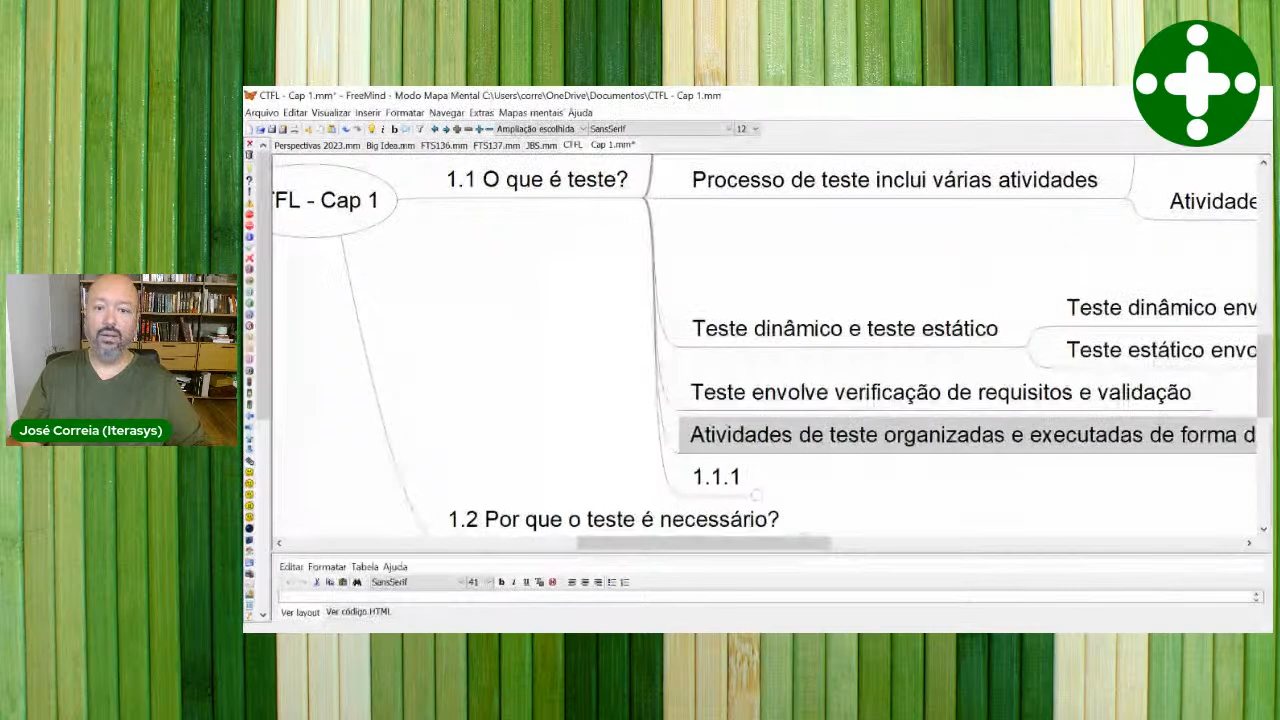 CTFL - Cap 1.mm* - FreeMind - Modo Mapa Mental C:\Users\corre\OneDrive\Documentos\CTFL - Cap 1.mm
Arquivo Editar Visualizar Inserir Formatar Navegar Extras Mapas mentais Ajuda
Ampliação escolhida SansSerif 12
Perspectivas 2023.mm Big Idea.mm FTS136.mm FTS137.mm JBS.mm CTFL - Cap 1.mm*
1.1 O que é teste?
Processo de teste inclui várias atividades
FL - Cap 1
Atividade
Teste dinâmico env
Teste dinâmico e teste estático
Teste estático envo
Teste envolve verificação de requisitos e validação
Atividades de teste organizadas e executadas de forma d
1.1.1
1.2 Por que o teste é necessário?
José Correia (Iterasys)
Editar Formatar Tabela Ajuda
SansSerif 41
Ver layout Ver código HTML